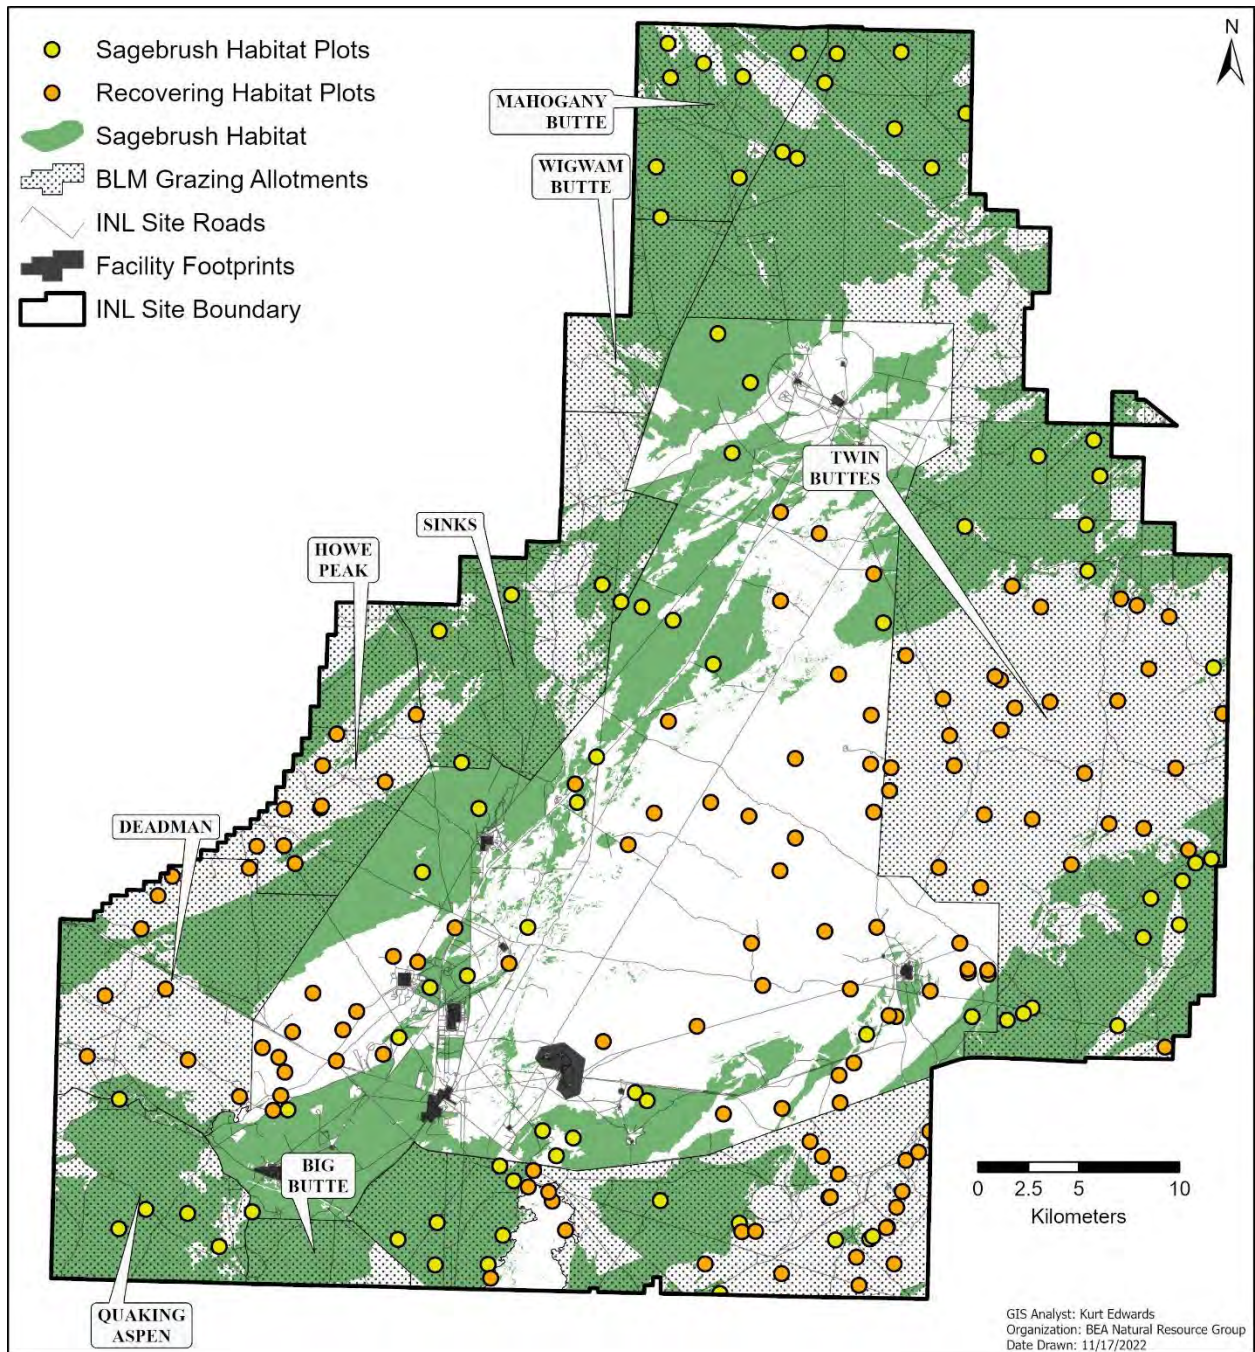 Sagebrush Habitat Plots
Recovering Habitat Plots
Sagebrush Habitat
BLM Grazing Allotments
INL Site Roads
Facility Footprints
INL Site Boundary
N
MAHOGANY
BUTTE
WIGWAM
BUTTE
TWIN
BUTTES
SINKS
HOWE
PEAK
DEADMAN
BIG
BUTTE
QUAKING
ASPEN
0 2.5 5 10
Kilometers
GIS Analyst: Kurt Edwards
Organization: BEA Natural Resource Group
Date Drawn: 11/17/2022